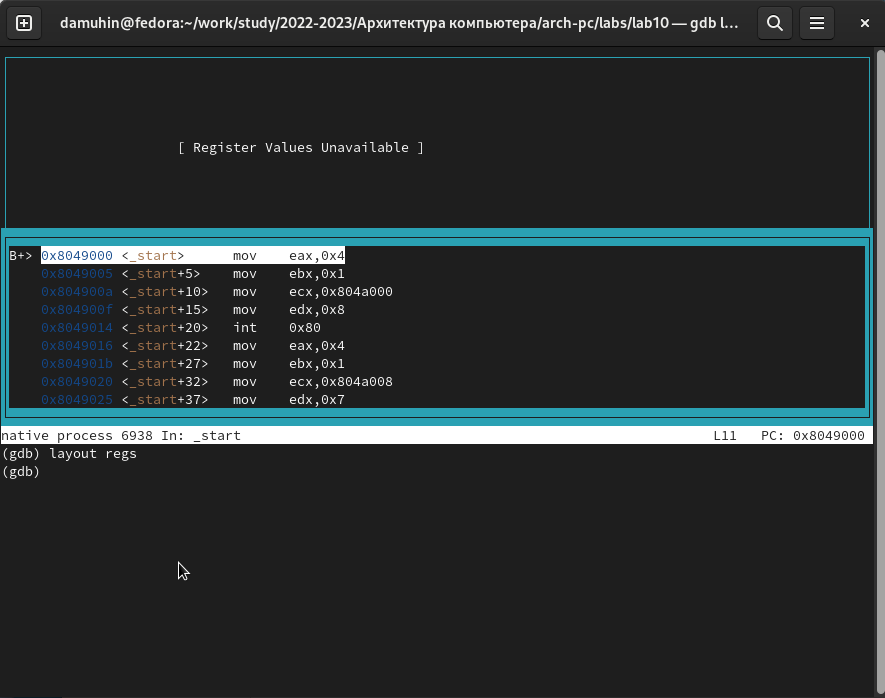 damuhin@fedora:~/work/study/2022-2023/Архитектура компьютера/arch-pc/labs/lab10 — gdb l...
[ Register Values Unavailable ]
B+> 0x8049000 <_start> mov eax,0x4
0x8049005 <_start+5> mov ebx,0x1
0x804900a <_start+10> mov ecx,0x804a000
0x804900f <_start+15> mov edx,0x8
0x8049014 <_start+20> int 0x80
0x8049016 <_start+22> mov eax,0x4
0x804901b <_start+27> mov ebx,0x1
0x8049020 <_start+32> mov ecx,0x804a008
0x8049025 <_start+37> mov edx,0x7
native process 6938 In: _start L11 PC: 0x8049000
(gdb) layout regs
(gdb)